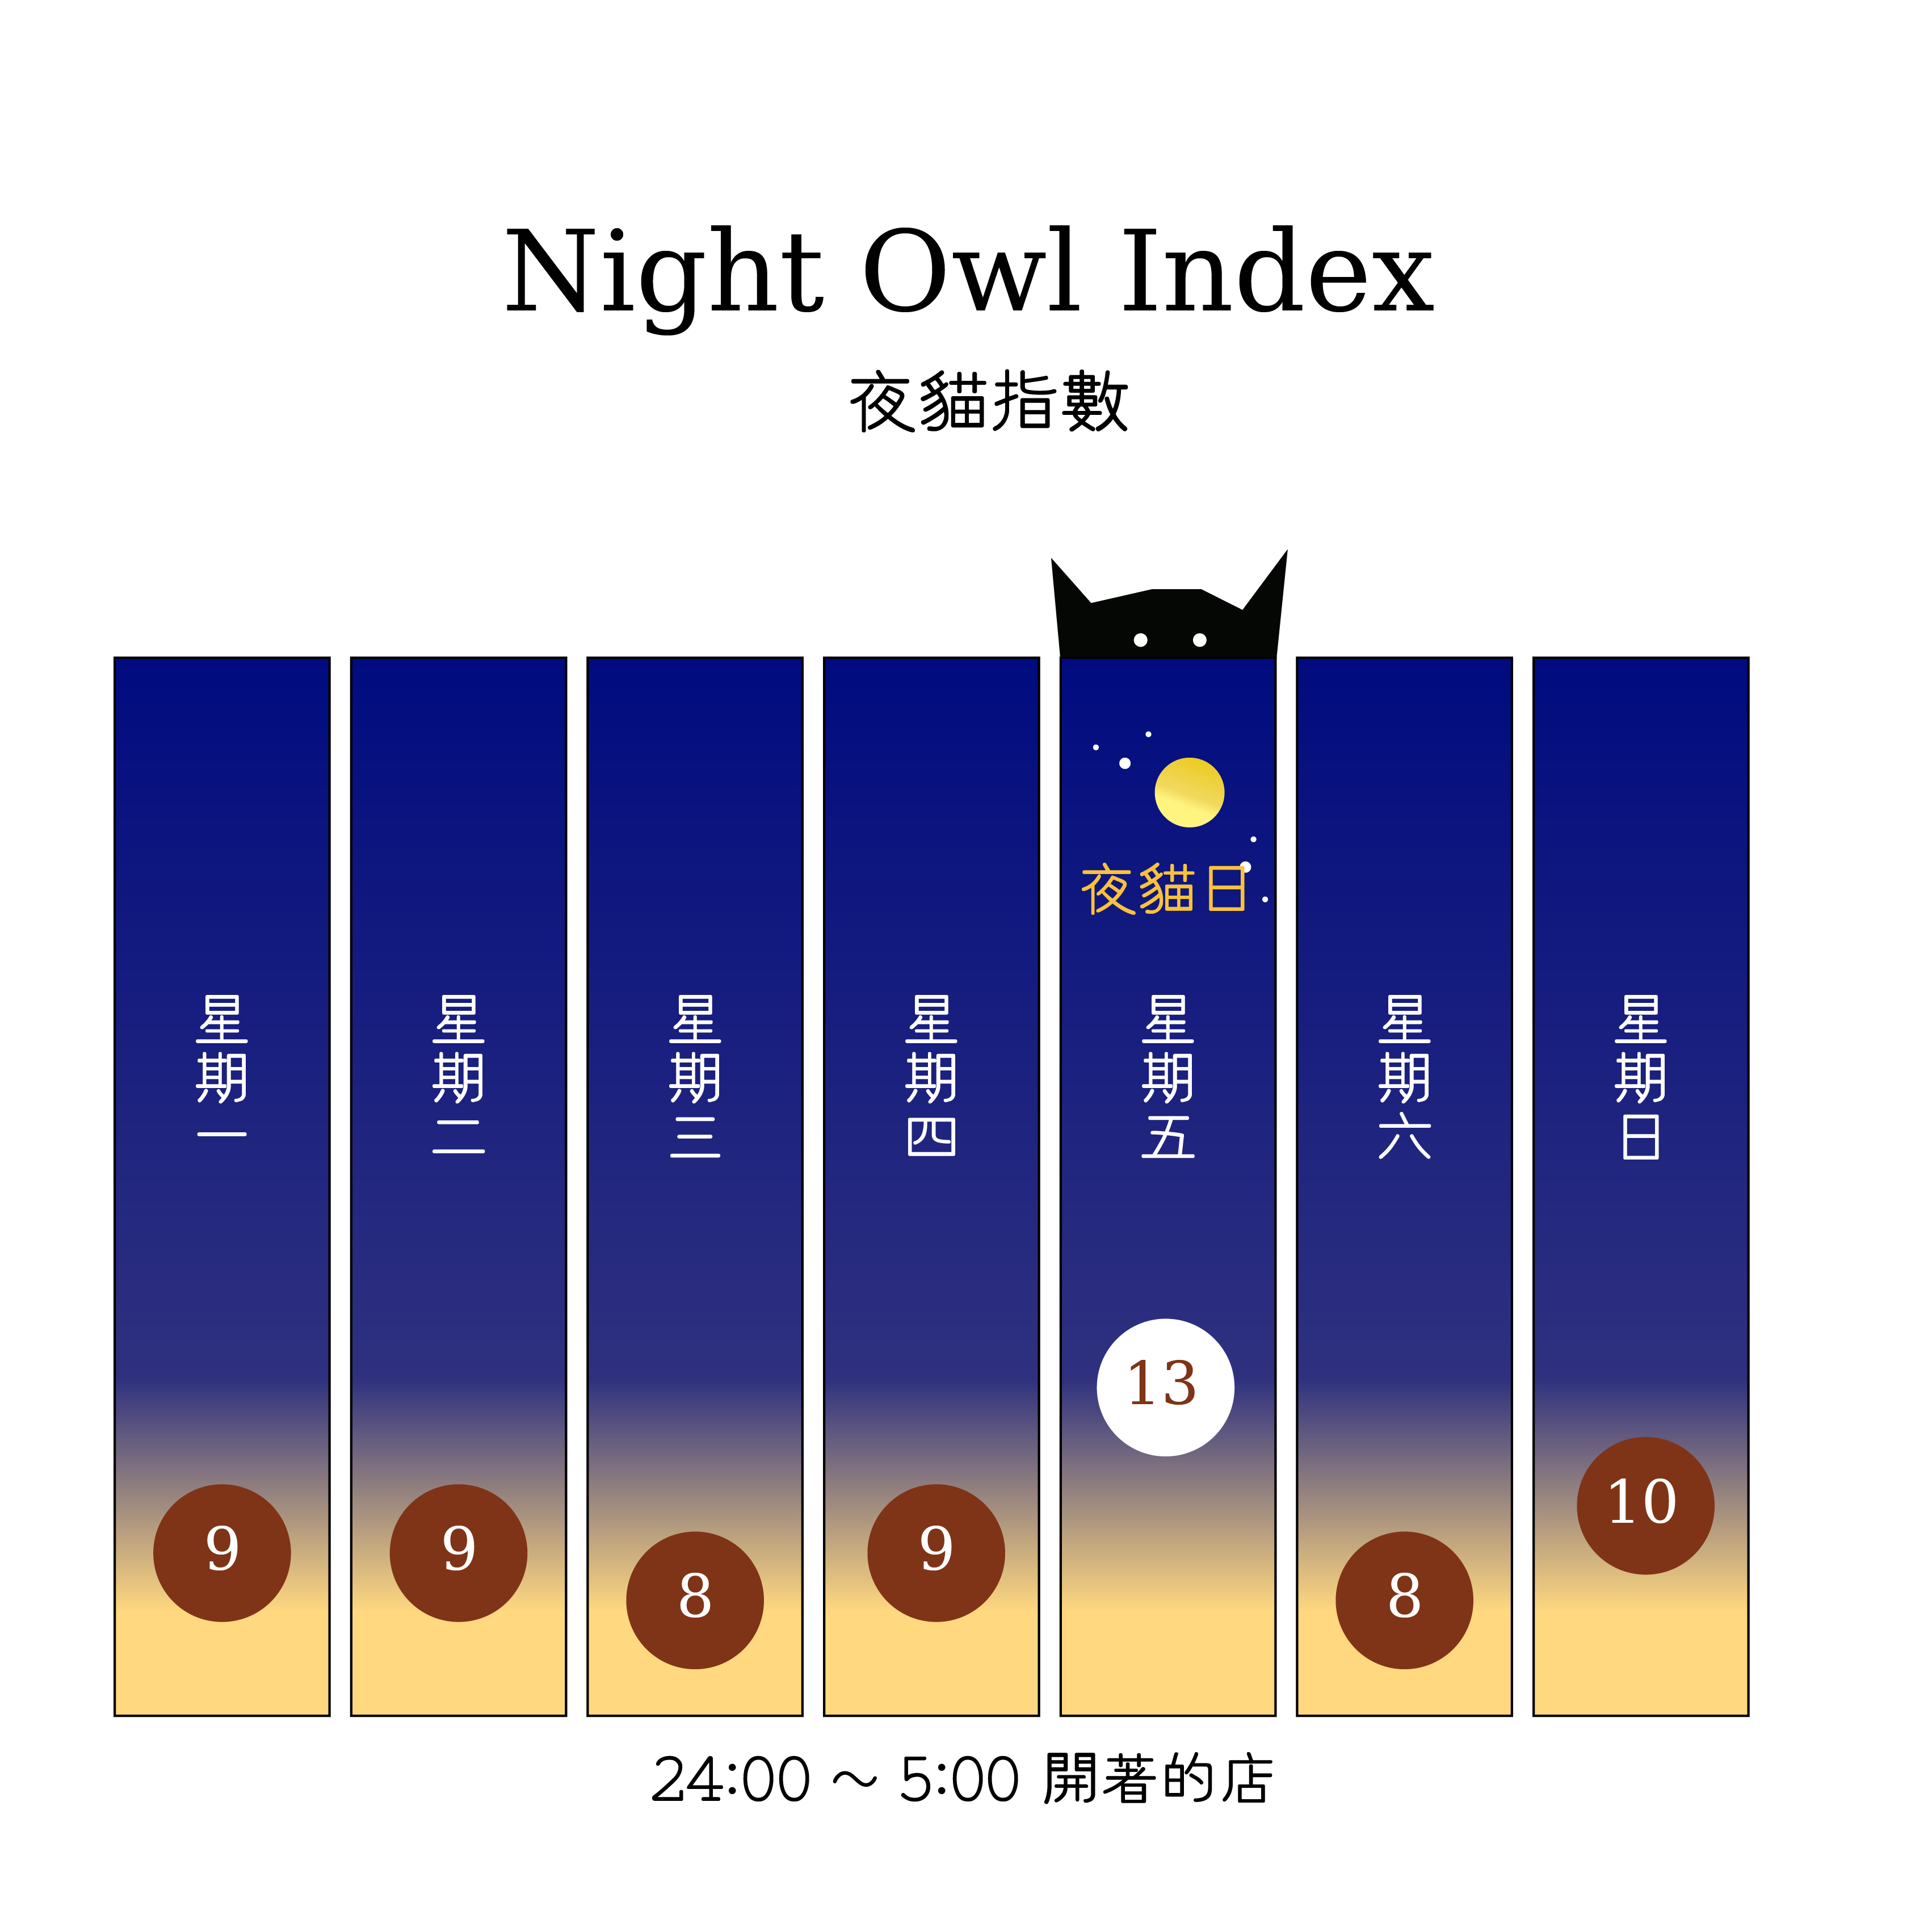 Night Owl Index
夜貓指數
夜貓日
星期一
星期二
星期三
星期四
星期五
星期六
星期日
9
9
8
9
13
8
10
24:00 ～ 5:00 開著的店